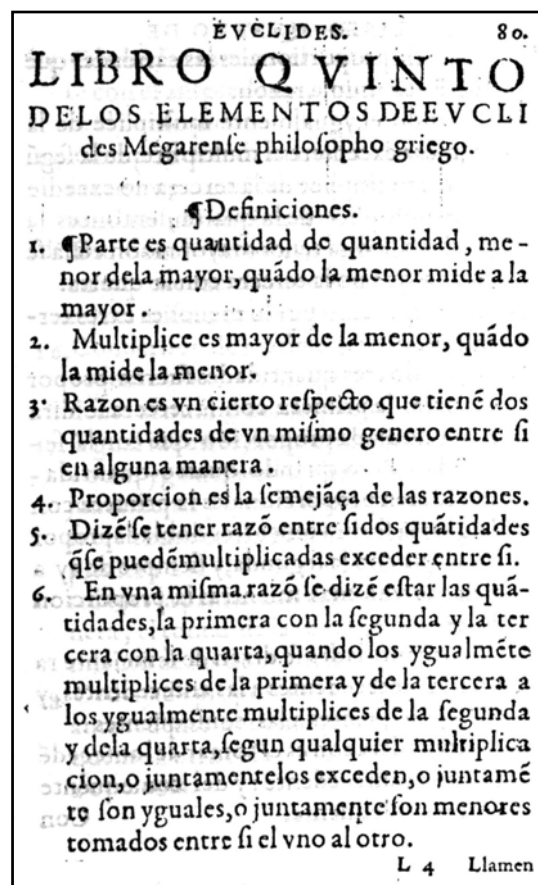 EVCLIDES. 80.
LIBRO QVINTO
DE LOS ELEMENTOS DE EVCLI
des Megarenſe philoſopho griego.
¶Definiciones.
1. ¶Parte es quantidad de quantidad, me-
nor dela mayor, quãdo la menor mide a la
mayor.
2. Multiplice es mayor de la menor, quãdo
la mide la menor.
3. Razon es vn cierto reſpecto que tienẽ dos
quantidades de vn miſmo genero entre ſi
en alguna manera.
4. Proporcion es la ſemejãça de las razones.
5. Dizẽſe tener razõ entre ſi dos quãtidades
q̃ſe puedẽ multiplicadas exceder entre ſi.
6. En vna miſma razõ ſe dizẽ eſtar las quã-
tidades, la primera con la ſegunda y la ter
cera con la quarta, quando los ygualmẽte
multiplices de la primera y de la tercera a
los ygualmente multiplices de la ſegunda
y dela quarta, ſegun qualquier multiplica
cion, o juntamente los exceden, o juntamẽ
te ſon yguales, o juntamente ſon menores
tomados entre ſi el vno al otro.
L 4 Llamen